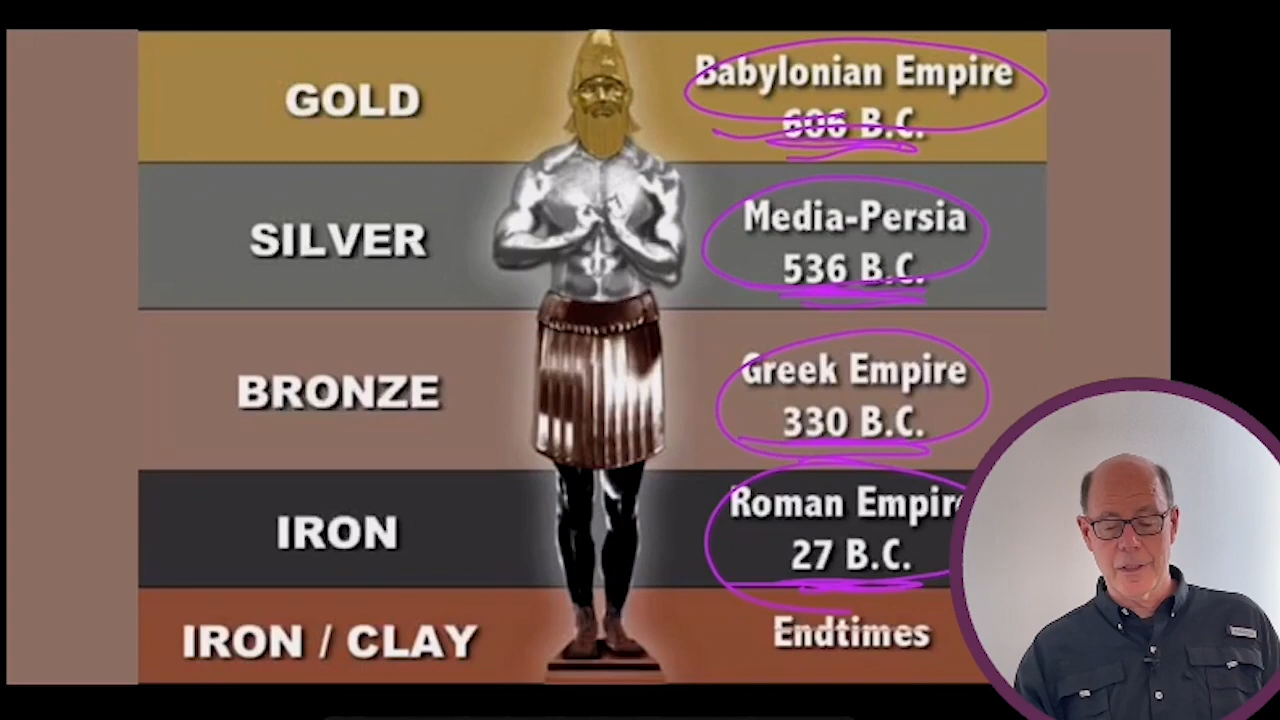 GOLD
Babylonian Empire
606 B.C.
SILVER
Media-Persia
536 B.C.
BRONZE
Greek Empire
330 B.C.
IRON
Roman Empir
27 B.C.
IRON / CLAY
Endtimes